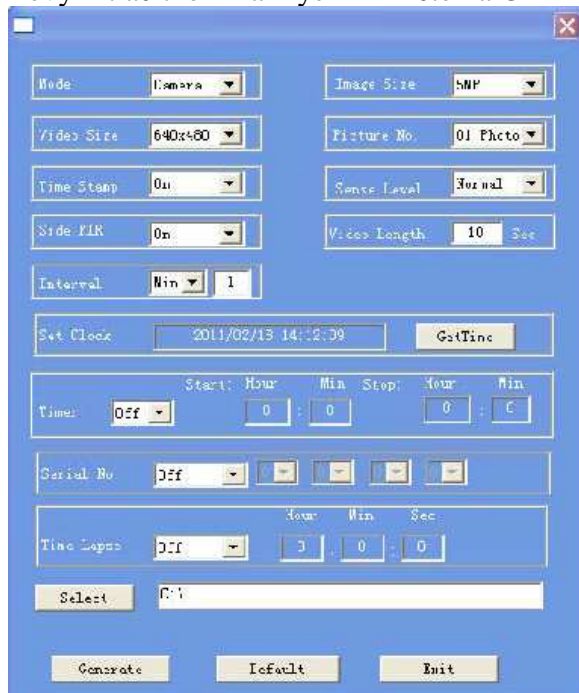 Mode Camera Image Size 5MP
Video Size 640x480 Picture No. 01 Photo
Time Stamp On Sense Level Normal
Side PIR On Video Length 10 Sec
Interval Min 1
Set Clock 2011/02/13 14:12:09 GetTime
Start: Hour Min Stop: Hour Min
Timer Off 0 : 0 0 : 0
Serial No Off
Hour Min Sec
Time Lapse Off 0 : 0 : 0
Select C:\
Generate Default Exit